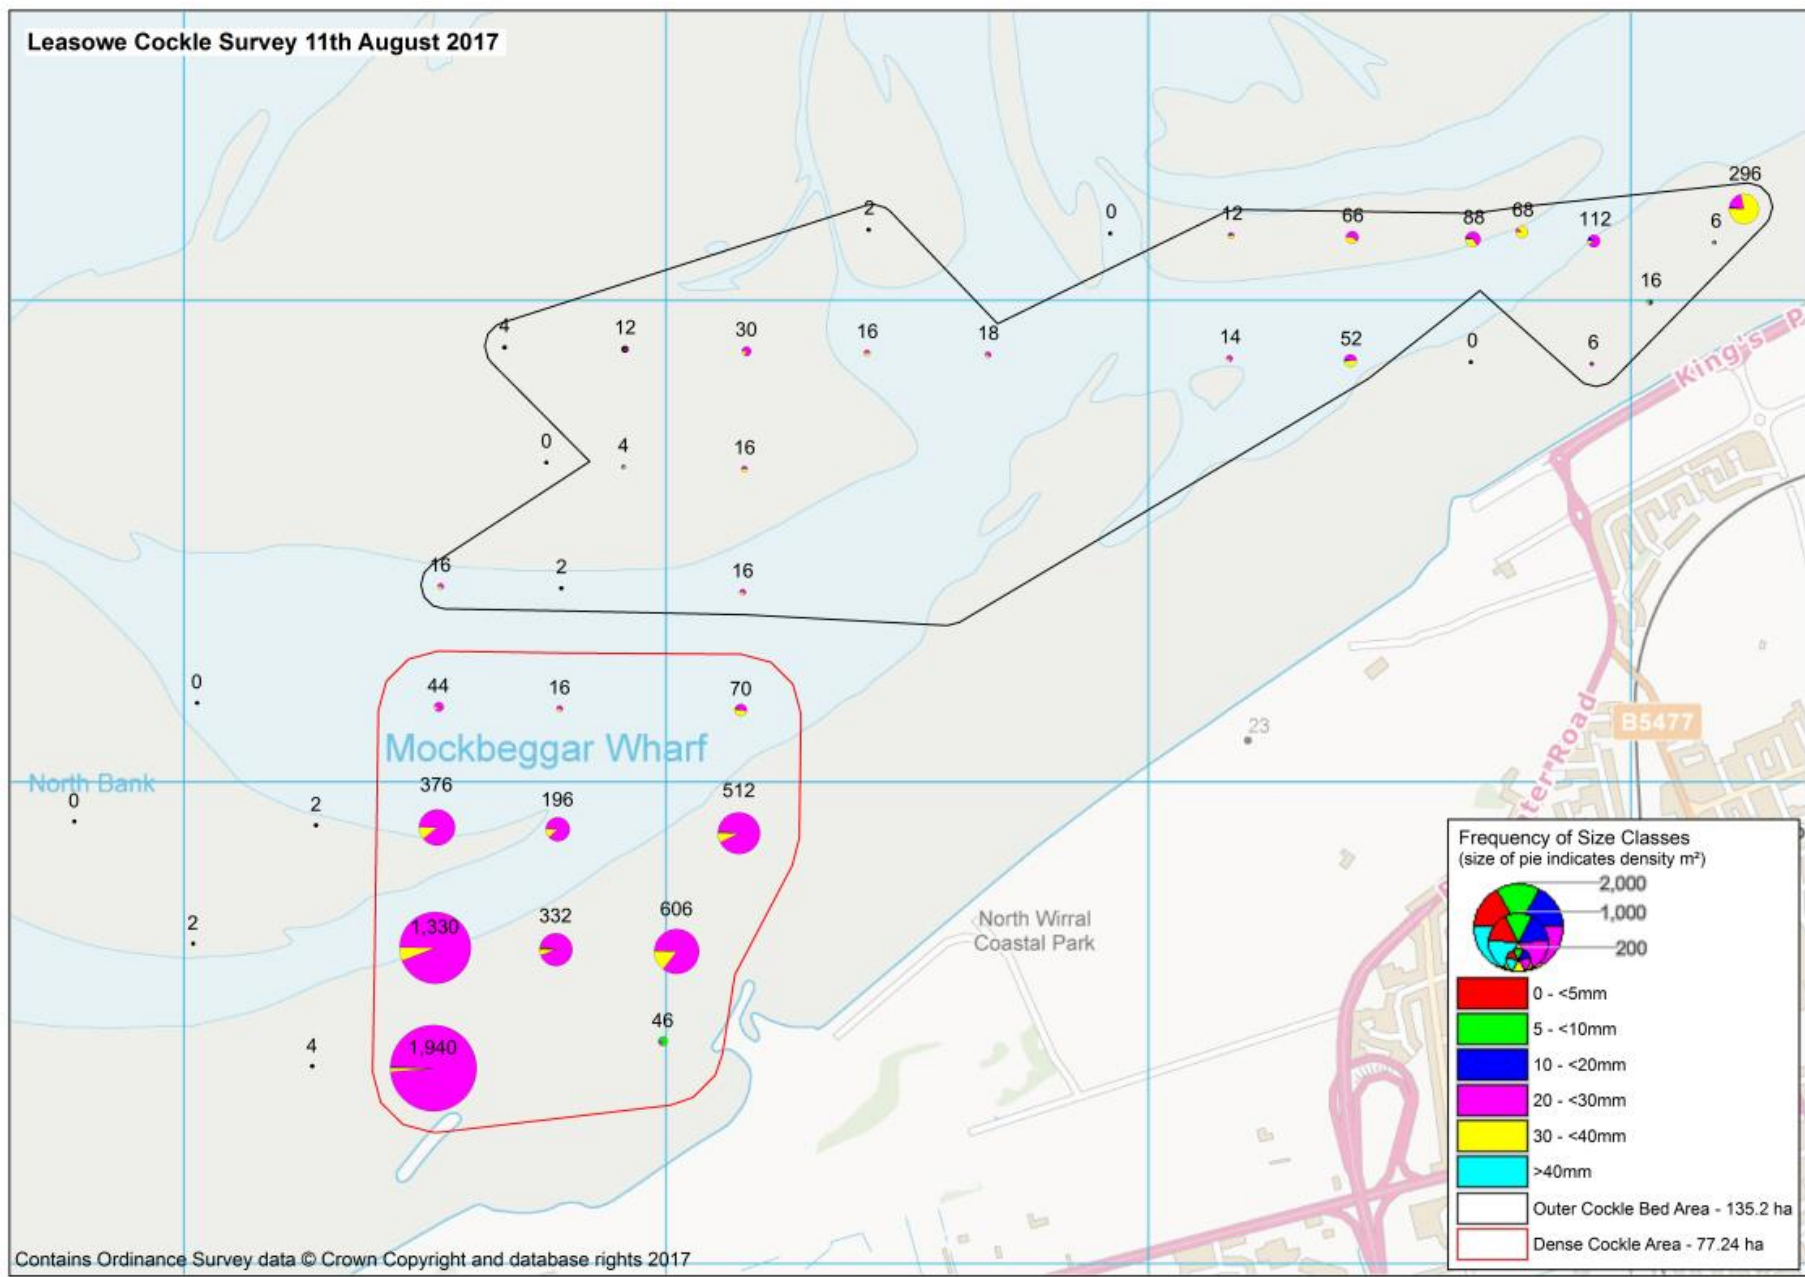 Leasowe Cockle Survey 11th August 2017
296
2
0
12
66
88
68
112
6
16
4
12
30
16
18
14
52
0
6
0
4
16
King's P
16
2
16
0
44
16
70
23
B5477
Mockbeggar Wharf
North Bank
0
2
376
196
512
ter Road
2
1,330
332
606
North Wirral
Coastal Park
4
1,940
46
Frequency of Size Classes
(size of pie indicates density m²)
2,000
1,000
200
0 - <5mm
5 - <10mm
10 - <20mm
20 - <30mm
30 - <40mm
>40mm
Outer Cockle Bed Area - 135.2 ha
Dense Cockle Area - 77.24 ha
Contains Ordinance Survey data © Crown Copyright and database rights 2017